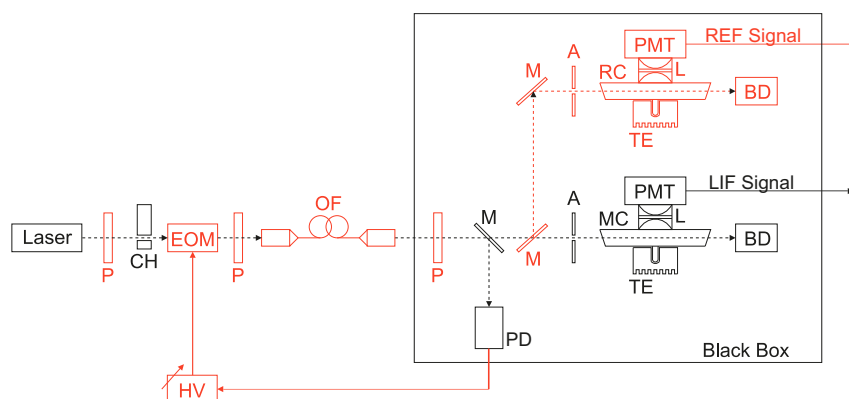 PMT
REF Signal
A
M
RC
L
BD
TE
PMT
LIF Signal
OF
A
M
MC
L
Laser
EOM
BD
CH
P
P
P
M
TE
PD
Black Box
HV